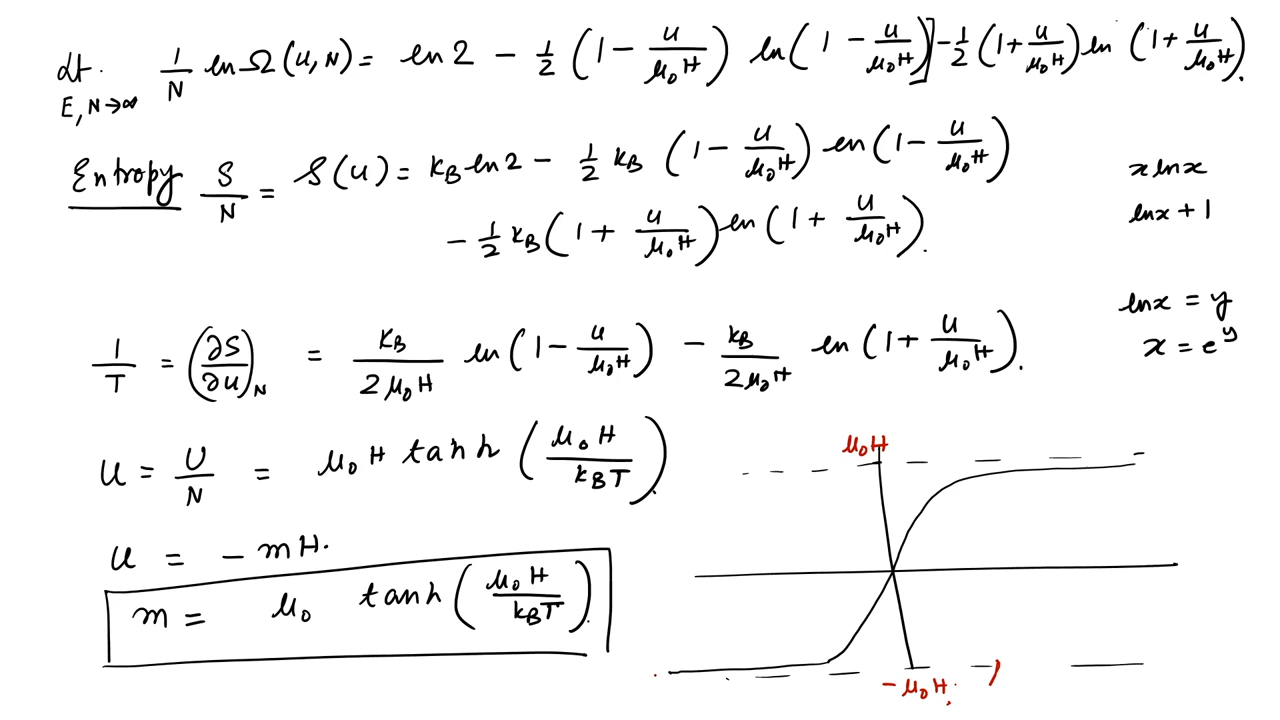 Lt. 1/N ln Ω(u,N) = ln 2 - 1/2 (1 - u/μ₀H) ln(1 - u/μ₀H)] - 1/2 (1 + u/μ₀H) ln (1 + u/μ₀H).
E, N→∞
Entropy S/N = S(u) = k_B ln 2 - 1/2 k_B (1 - u/μ₀H) ln(1 - u/μ₀H)
- 1/2 k_B (1 + u/μ₀H) ln (1 + u/μ₀H).
x ln x
ln x + 1
ln x = y
x = e^y
1/T = (∂S/∂u)_N = k_B/2μ₀H ln (1 - u/μ₀H) - k_B/2μ₀H ln (1 + u/μ₀H).
u = U/N = μ₀H tanh (μ₀H/k_BT).
u = - mH.
m = μ₀ tanh (μ₀H/k_BT).
μ₀H
- μ₀H.